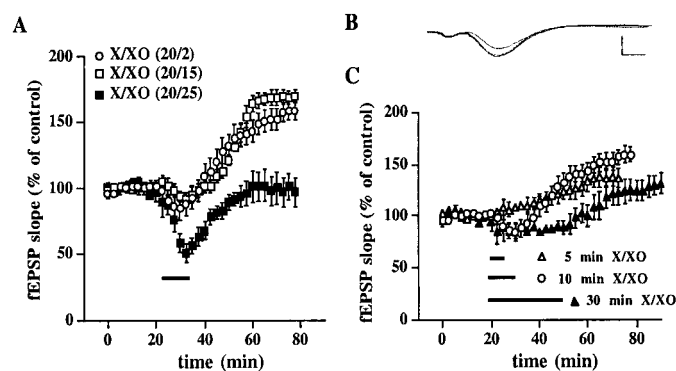 A
X/XO (20/2)
X/XO (20/15)
X/XO (20/25)
200
150
100
50
0
fEPSP slope (% of control)
0 20 40 60 80
time (min)
B
C
200
150
100
50
0
fEPSP slope (% of control)
5 min X/XO
10 min X/XO
30 min X/XO
0 20 40 60 80
time (min)